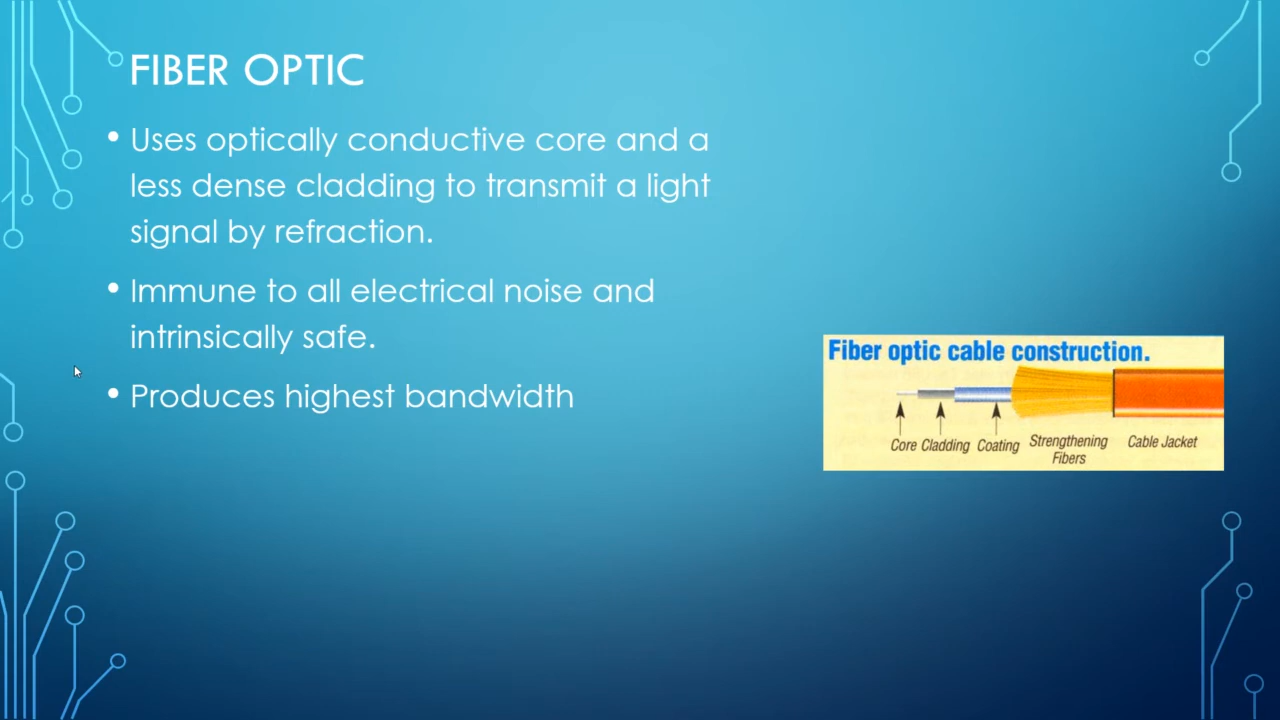 FIBER OPTIC
• Uses optically conductive core and a
less dense cladding to transmit a light
signal by refraction.
• Immune to all electrical noise and
intrinsically safe.
• Produces highest bandwidth
Fiber optic cable construction.
Core Cladding Coating Strengthening Fibers Cable Jacket